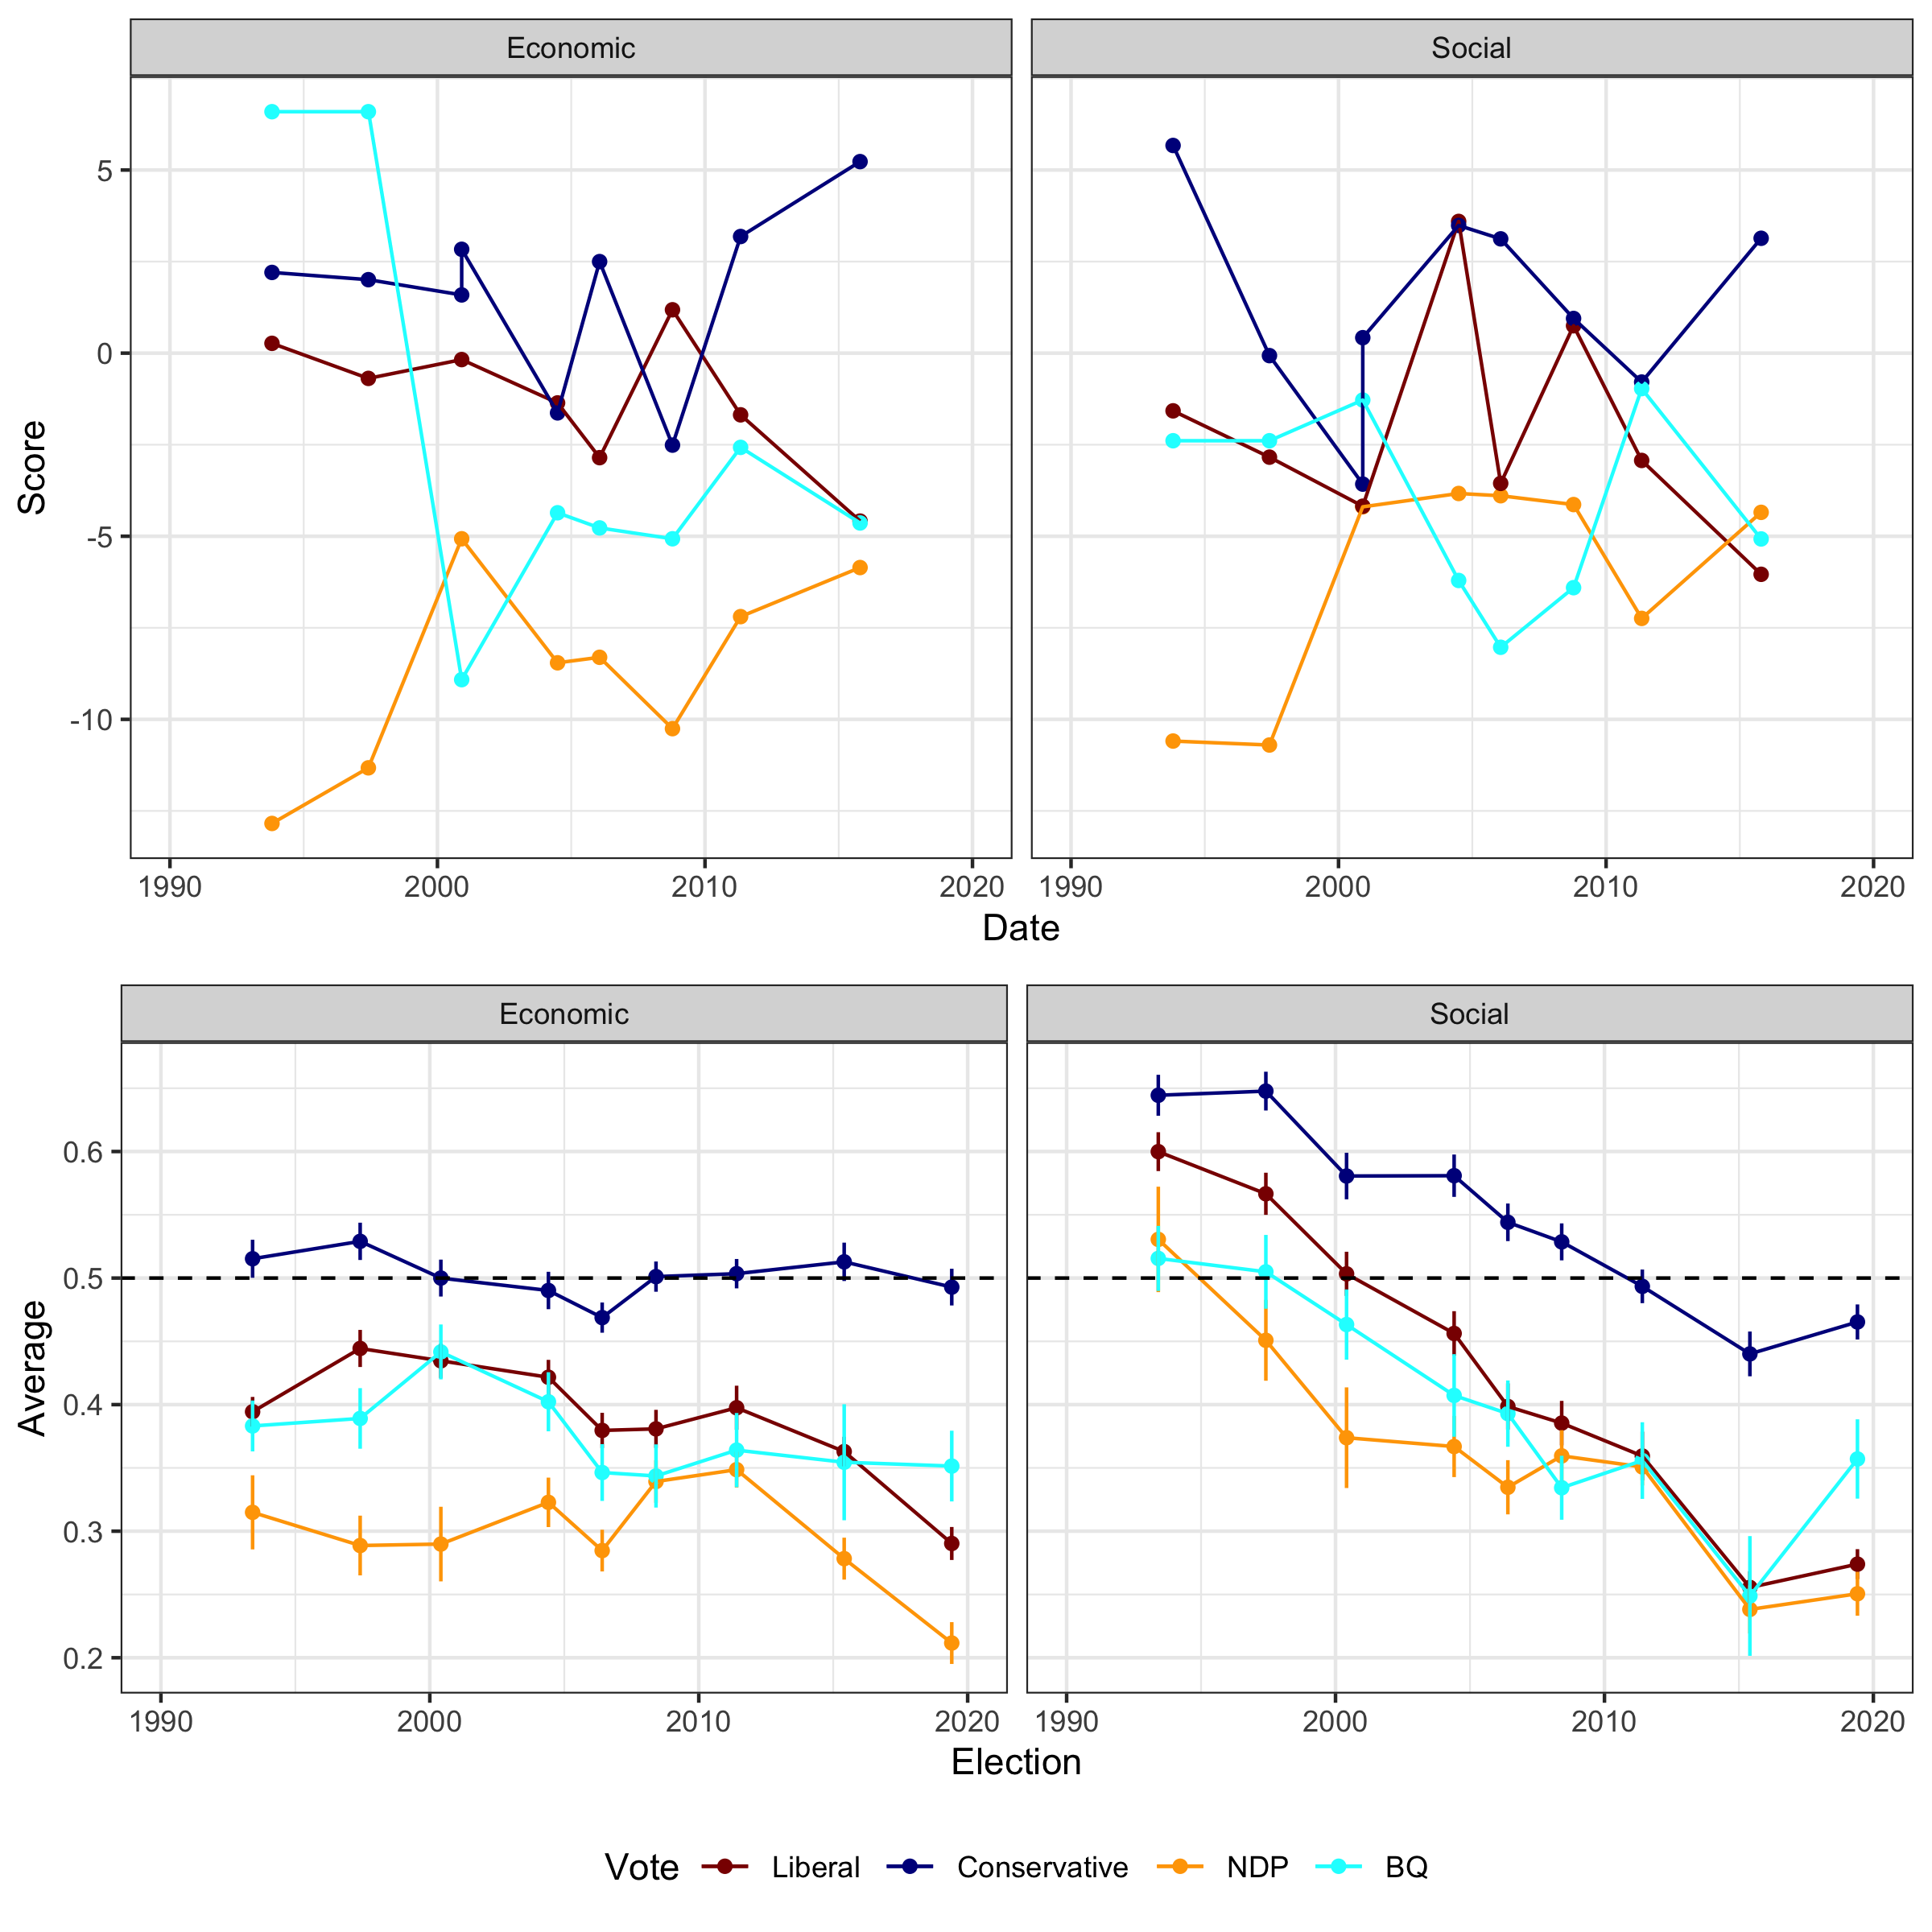 Economic Social
Score
5
0
-5
-10
1990 2000 2010 2020 1990 2000 2010 2020
Date
Economic Social
Average
0.6
0.5
0.4
0.3
0.2
1990 2000 2010 2020 1990 2000 2010 2020
Election
Vote Liberal Conservative NDP BQ